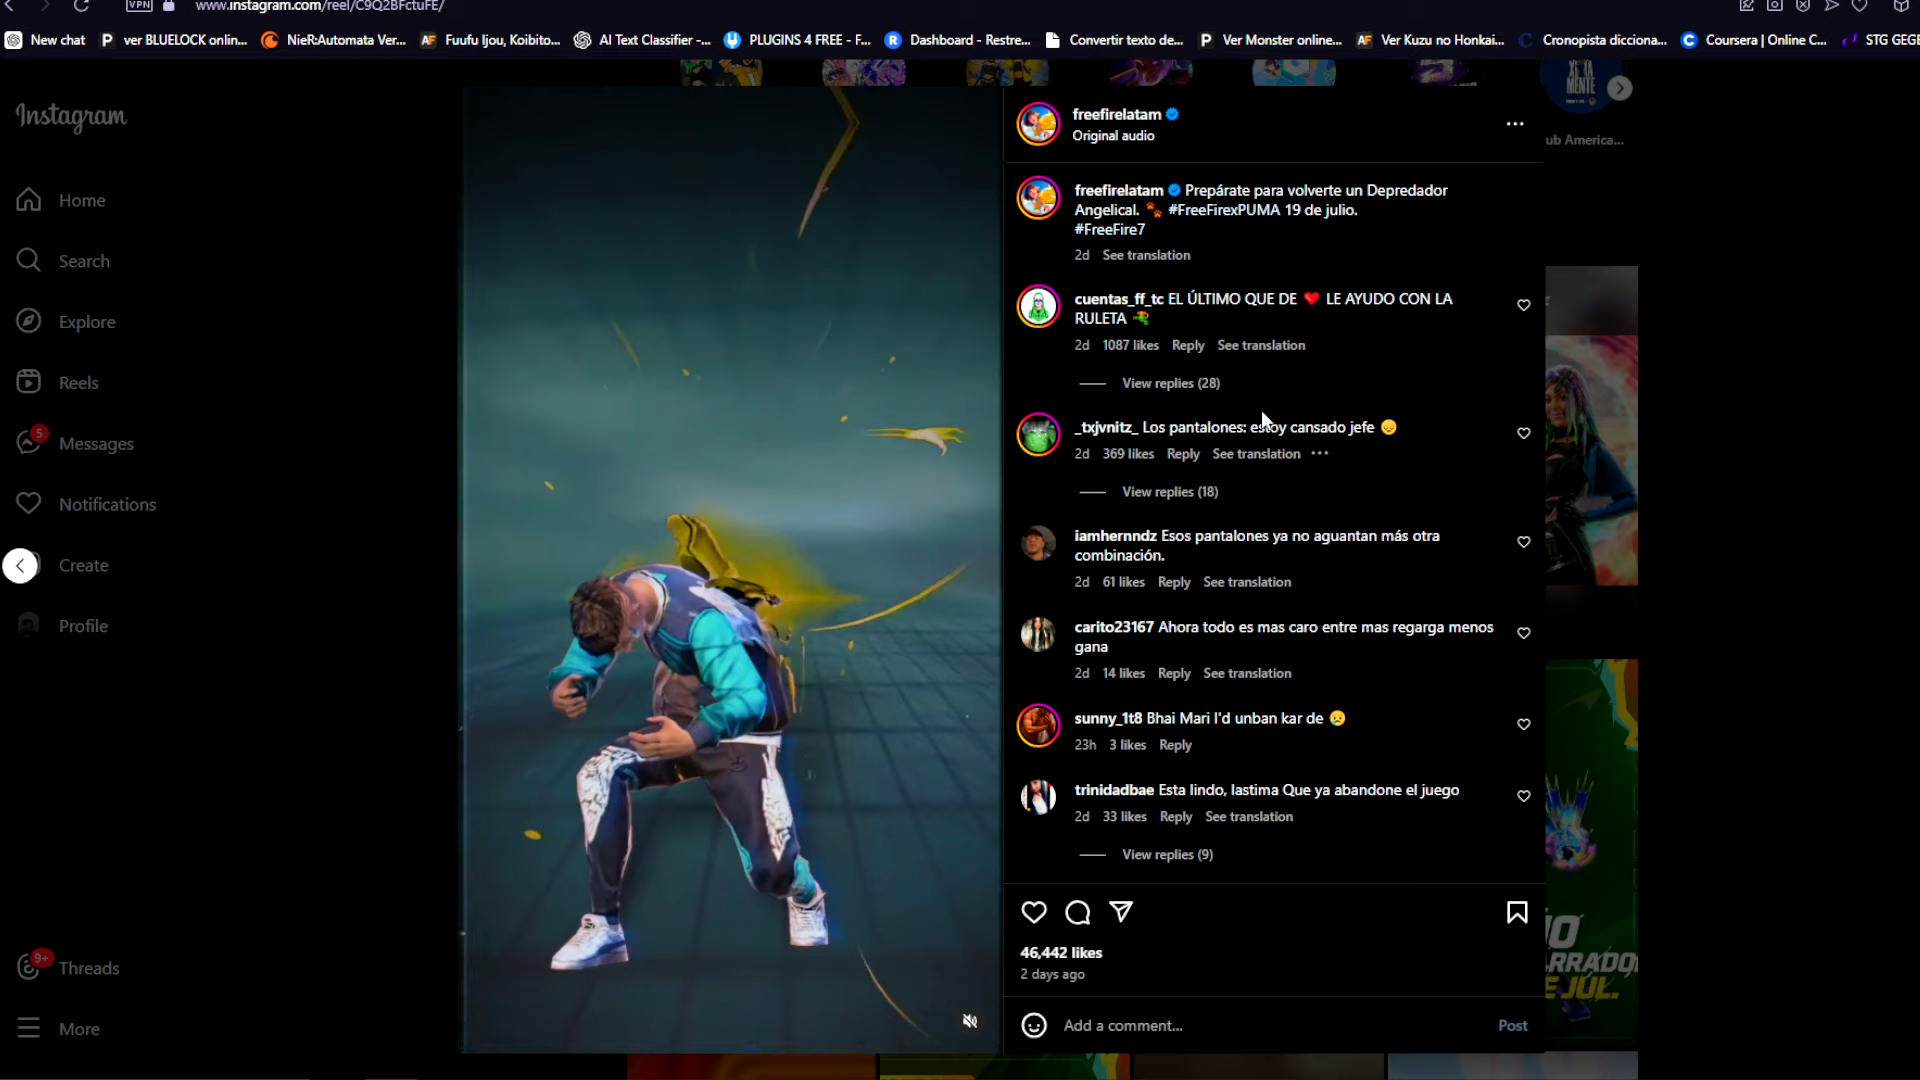 VPN www.instagram.com/reel/C9Q2BFctuFE/
New chat ver BLUELOCK onlin... NieR:Automata Ver... Fuufu Ijou, Koibito... AI Text Classifier -... PLUGINS 4 FREE - F... Dashboard - Restre... Convertir texto de... Ver Monster online... Ver Kuzu no Honkai... Cronopista dicciona... Coursera | Online C... STG GEGE
Instagram
Home
Search
Explore
Reels
5
Messages
Notifications
Create
Profile
9+
Threads
More
MENTE
ub America...
freefirelatam
Original audio
freefirelatam Prepárate para volverte un Depredador
Angelical. 🐾 #FreeFirexPUMA 19 de julio.
#FreeFire7
2d See translation
cuentas_ff_tc EL ÚLTIMO QUE DE ❤️ LE AYUDO CON LA
RULETA 🔫
2d 1087 likes Reply See translation
View replies (28)
_txjvnitz_ Los pantalones: estoy cansado jefe 😞
2d 369 likes Reply See translation
View replies (18)
iamhernndz Esos pantalones ya no aguantan más otra
combinación.
2d 61 likes Reply See translation
carito23167 Ahora todo es mas caro entre mas regarga menos
gana
2d 14 likes Reply See translation
sunny_1t8 Bhai Mari I'd unban kar de 😥
23h 3 likes Reply
trinidadbae Esta lindo, lastima Que ya abandone el juego
2d 33 likes Reply See translation
View replies (9)
46,442 likes
2 days ago
Add a comment... Post
RRADO
E JUL.